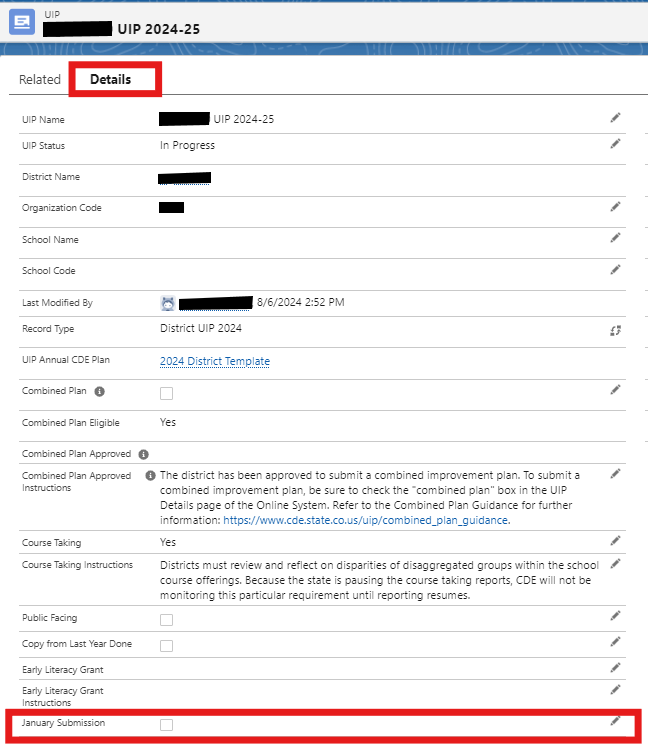 UIP
UIP 2024-25
Related
Details
UIP Name
UIP 2024-25
UIP Status
In Progress
District Name
Organization Code
School Name
School Code
Last Modified By
8/6/2024 2:52 PM
Record Type
District UIP 2024
UIP Annual CDE Plan
2024 District Template
Combined Plan
Combined Plan Eligible
Yes
Combined Plan Approved
Combined Plan Approved
Instructions
The district has been approved to submit a combined improvement plan. To submit a
combined improvement plan, be sure to check the "combined plan" box in the UIP
Details page of the Online System. Refer to the Combined Plan Guidance for further
information: https://www.cde.state.co.us/uip/combined_plan_guidance.
Course Taking
Yes
Course Taking Instructions
Districts must review and reflect on disparities of disaggregated groups within the school
course offerings. Because the state is pausing the course taking reports, CDE will not be
monitoring this particular requirement until reporting resumes.
Public Facing
Copy from Last Year Done
Early Literacy Grant
Early Literacy Grant
Instructions
January Submission